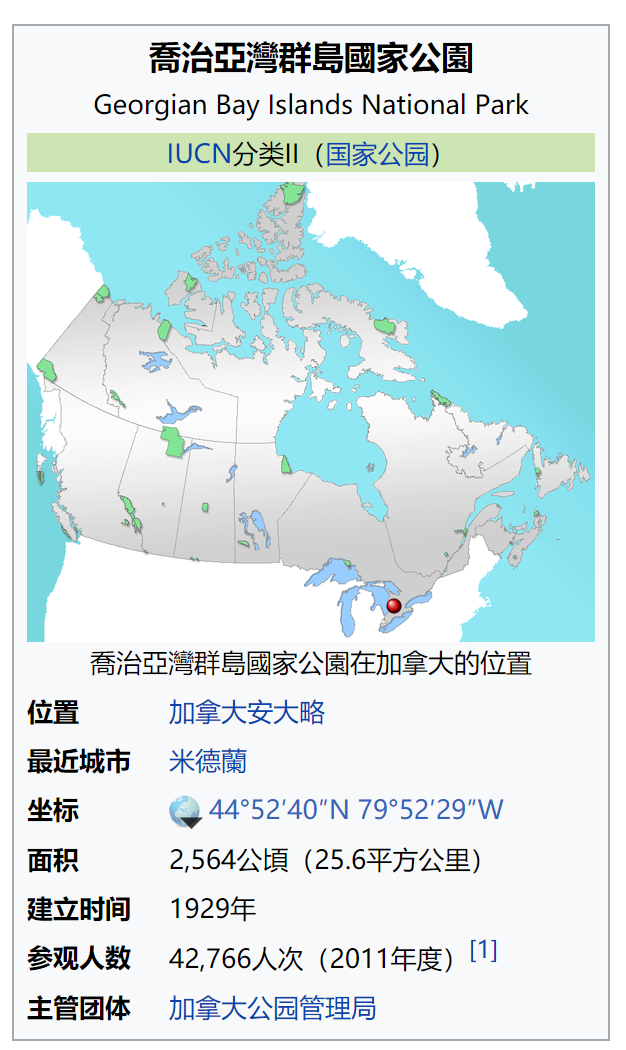 喬治亞灣群島國家公園
Georgian Bay Islands National Park
IUCN分类II（国家公园）
喬治亞灣群島國家公園在加拿大的位置
位置 加拿大安大略
最近城市 米德蘭
坐标 44°52′40″N 79°52′29″W
面积 2,564公頃（25.6平方公里）
建立时间 1929年
参观人数 42,766人次（2011年度）[1]
主管团体 加拿大公园管理局